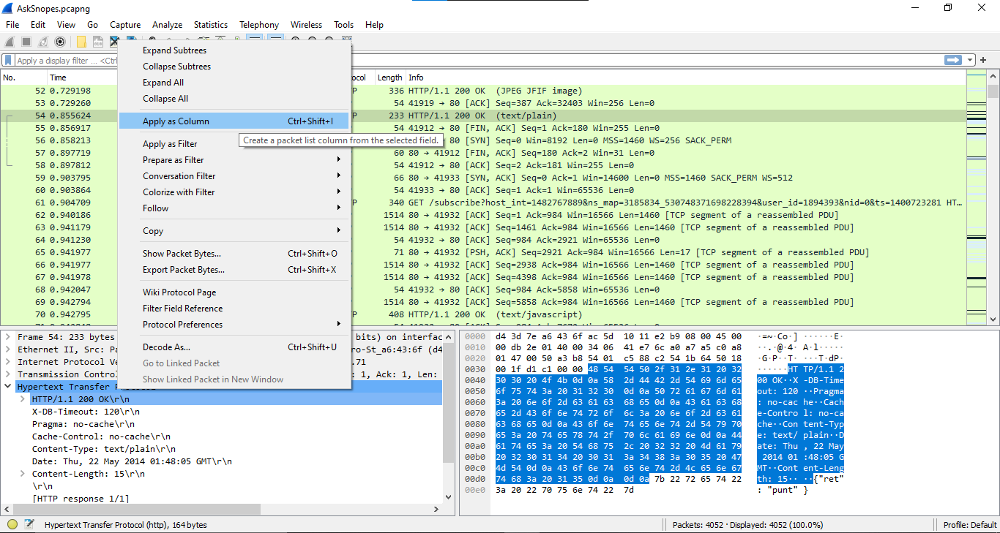 AskSnopes.pcapng
File Edit View Go Capture Analyze Statistics Telephony Wireless Tools Help
Apply a display filter ... <Ctrl
No. Time ocol Length Info
52 0.729198 P 336 HTTP/1.1 200 OK (JPEG JFIF image)
53 0.729260 54 41919 → 80 [ACK] Seq=387 Ack=32403 Win=256 Len=0
54 0.855624 P 233 HTTP/1.1 200 OK (text/plain)
55 0.856917 54 41912 → 80 [FIN, ACK] Seq=1 Ack=180 Win=255 Len=0
56 0.858213 80 [SYN] Seq=0 Win=8192 Len=0 MSS=1460 WS=256 SACK_PERM
57 0.897719 60 80 → 41912 [FIN, ACK] Seq=180 Ack=2 Win=31 Len=0
58 0.897812 54 41912 → 80 [ACK] Seq=2 Ack=181 Win=255 Len=0
59 0.903795 66 80 → 41933 [SYN, ACK] Seq=0 Ack=1 Win=14600 Len=0 MSS=1460 SACK_PERM WS=512
60 0.903864 54 41933 → 80 [ACK] Seq=1 Ack=1 Win=65536 Len=0
61 0.904709 P 340 GET /subscribe?host_int=1482767889&ns_map=3185834_530748371698228394&user_id=1894393&nid=0&ts=1400723281 HT…
62 0.940186 1514 80 → 41932 [ACK] Seq=1 Ack=984 Win=16566 Len=1460 [TCP segment of a reassembled PDU]
63 0.941179 1514 80 → 41932 [ACK] Seq=1461 Ack=984 Win=16566 Len=1460 [TCP segment of a reassembled PDU]
64 0.941230 54 41932 → 80 [ACK] Seq=984 Ack=2921 Win=65536 Len=0
65 0.941977 71 80 → 41932 [PSH, ACK] Seq=2921 Ack=984 Win=16566 Len=17 [TCP segment of a reassembled PDU]
66 0.941977 1514 80 → 41932 [ACK] Seq=2938 Ack=984 Win=16566 Len=1460 [TCP segment of a reassembled PDU]
67 0.941978 1514 80 → 41932 [ACK] Seq=4398 Ack=984 Win=16566 Len=1460 [TCP segment of a reassembled PDU]
68 0.942047 54 41932 → 80 [ACK] Seq=984 Ack=5858 Win=65536 Len=0
69 0.942794 1514 80 → 41932 [ACK] Seq=5858 Ack=984 Win=16566 Len=1460 [TCP segment of a reassembled PDU]
70 0.942795 408 HTTP/1.1 200 OK (text/javascript)
Expand Subtrees
Collapse Subtrees
Expand All
Collapse All
Apply as Column Ctrl+Shift+I
Create a packet list column from the selected field.
Apply as Filter
Prepare as Filter
Conversation Filter
Colorize with Filter
Follow
Copy
Show Packet Bytes... Ctrl+Shift+O
Export Packet Bytes... Ctrl+Shift+X
Wiki Protocol Page
Filter Field Reference
Protocol Preferences
Decode As... Ctrl+Shift+U
Go to Linked Packet
Show Linked Packet in New Window
Frame 54: 233 bytes bits) on interfac
Ethernet II, Src: Pa ro-St_a6:43:6f (d4
Internet Protocol Ve .71
Transmission Control : 1, Ack: 1, Len:
Hypertext Transfer P
HTTP/1.1 200 OK\r\n
X-DB-Timeout: 120\r\n
Pragma: no-cache\r\n
Cache-Control: no-cache\r\n
Content-Type: text/plain\r\n
Date: Thu, 22 May 2014 01:48:05 GMT\r\n
Content-Length: 15\r\n
\r\n
[HTTP response 1/1]
0000 d4 3d 7e a6 43 6f ac 5d 10 11 e2 b9 08 00 45 00 ·=~·Co·] ······E·
0010 00 db 2e 01 40 00 34 06 41 e7 6c a0 a7 a5 c0 a8 ··.·@·4· A·l·····
0020 01 47 00 50 a3 b8 54 01 c5 88 c2 54 1b 64 50 18 ·G·P··T· ···T·dP·
0030 00 1f d1 c1 00 00 48 54 54 50 2f 31 2e 31 20 32 ······HT TP/1.1 2
0040 30 30 20 4f 4b 0d 0a 58 2d 44 42 2d 54 69 6d 65 00 OK··X -DB-Time
0050 6f 75 74 3a 20 31 32 30 0d 0a 50 72 61 67 6d 61 out: 120 ··Pragma
0060 3a 20 6e 6f 2d 63 61 63 68 65 0d 0a 43 61 63 68 : no-cac he··Cach
0070 65 2d 43 6f 6e 74 72 6f 6c 3a 20 6e 6f 2d 63 61 e-Contro l: no-ca
0080 63 68 65 0d 0a 43 6f 6e 74 65 6e 74 2d 54 79 70 che··Con tent-Typ
0090 65 3a 20 74 65 78 74 2f 70 6c 61 69 6e 0d 0a 44 e: text/ plain··D
00a0 61 74 65 3a 20 54 68 75 2c 20 32 32 20 4d 61 79 ate: Thu , 22 May
00b0 20 32 30 31 34 20 30 31 3a 34 38 3a 30 35 20 47 2014 01 :48:05 G
00c0 4d 54 0d 0a 43 6f 6e 74 65 6e 74 2d 4c 65 6e 67 MT··Cont ent-Leng
00d0 74 68 3a 20 31 35 0d 0a 0d 0a 7b 22 72 65 74 22 th: 15·· ··{"ret"
00e0 3a 20 22 70 75 6e 74 22 7d : "punt" }
Hypertext Transfer Protocol (http), 164 bytes Packets: 4052 · Displayed: 4052 (100.0%) Profile: Default